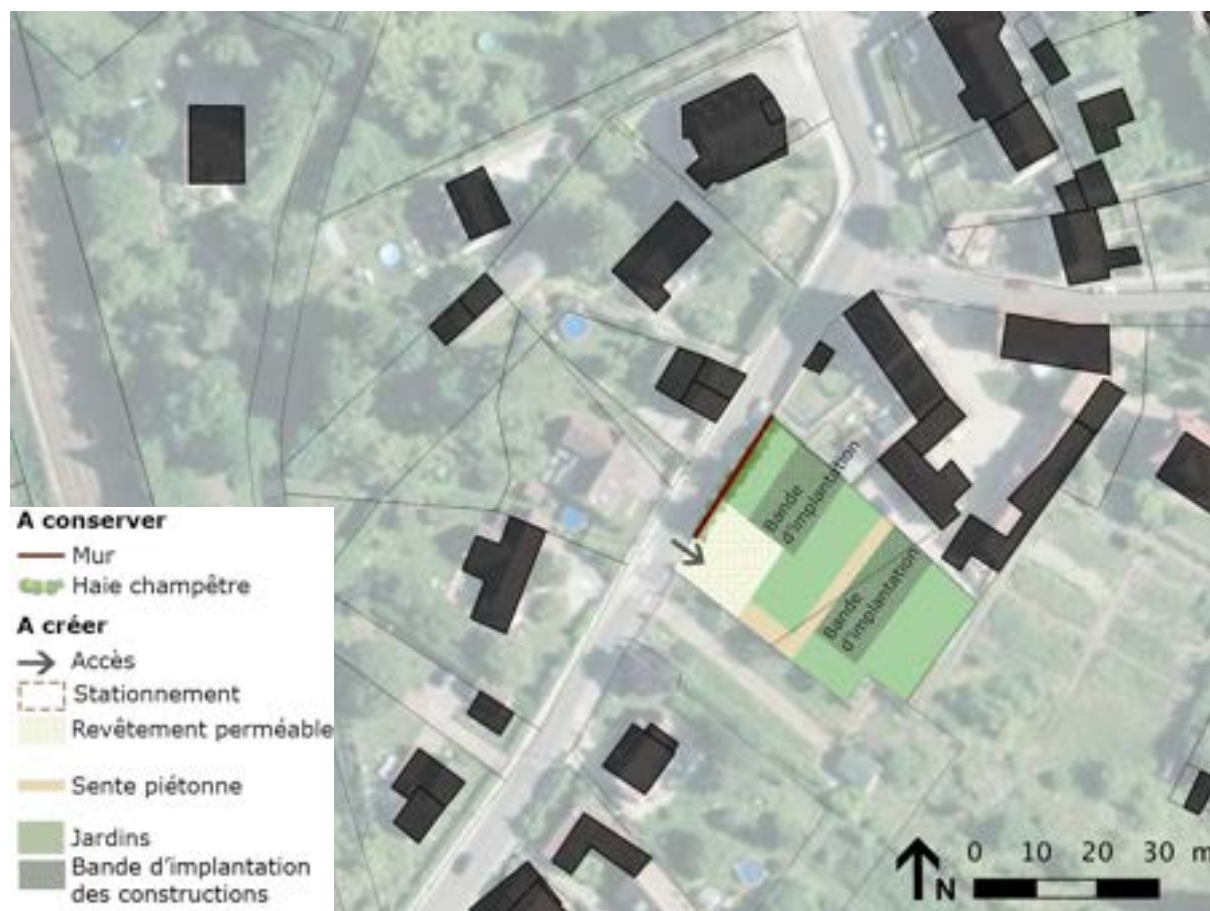 Bande
d'implantation
Bande
d'implantation
A conserver
Mur
Haie champêtre
A créer
Accès
Stationnement
Revêtement perméable
Sente piétonne
Jardins
Bande d'implantation
des constructions
N
0 10 20 30 m